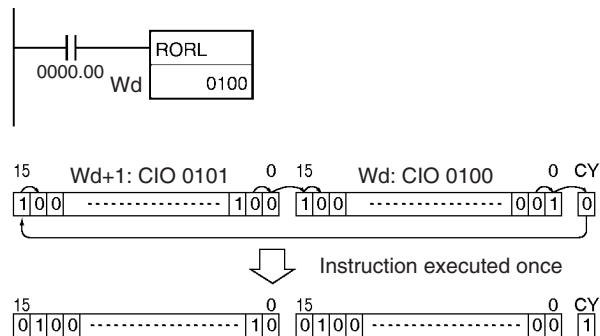 RORL
0000.00 Wd 0100
15 Wd+1: CIO 0101 0 15 Wd: CIO 0100 0 CY
1 0 0 1 0 0 1 0 0 0 0 1 0
Instruction executed once
15 0 15 0 CY
0 1 0 0 1 0 0 1 0 0 0 0 1